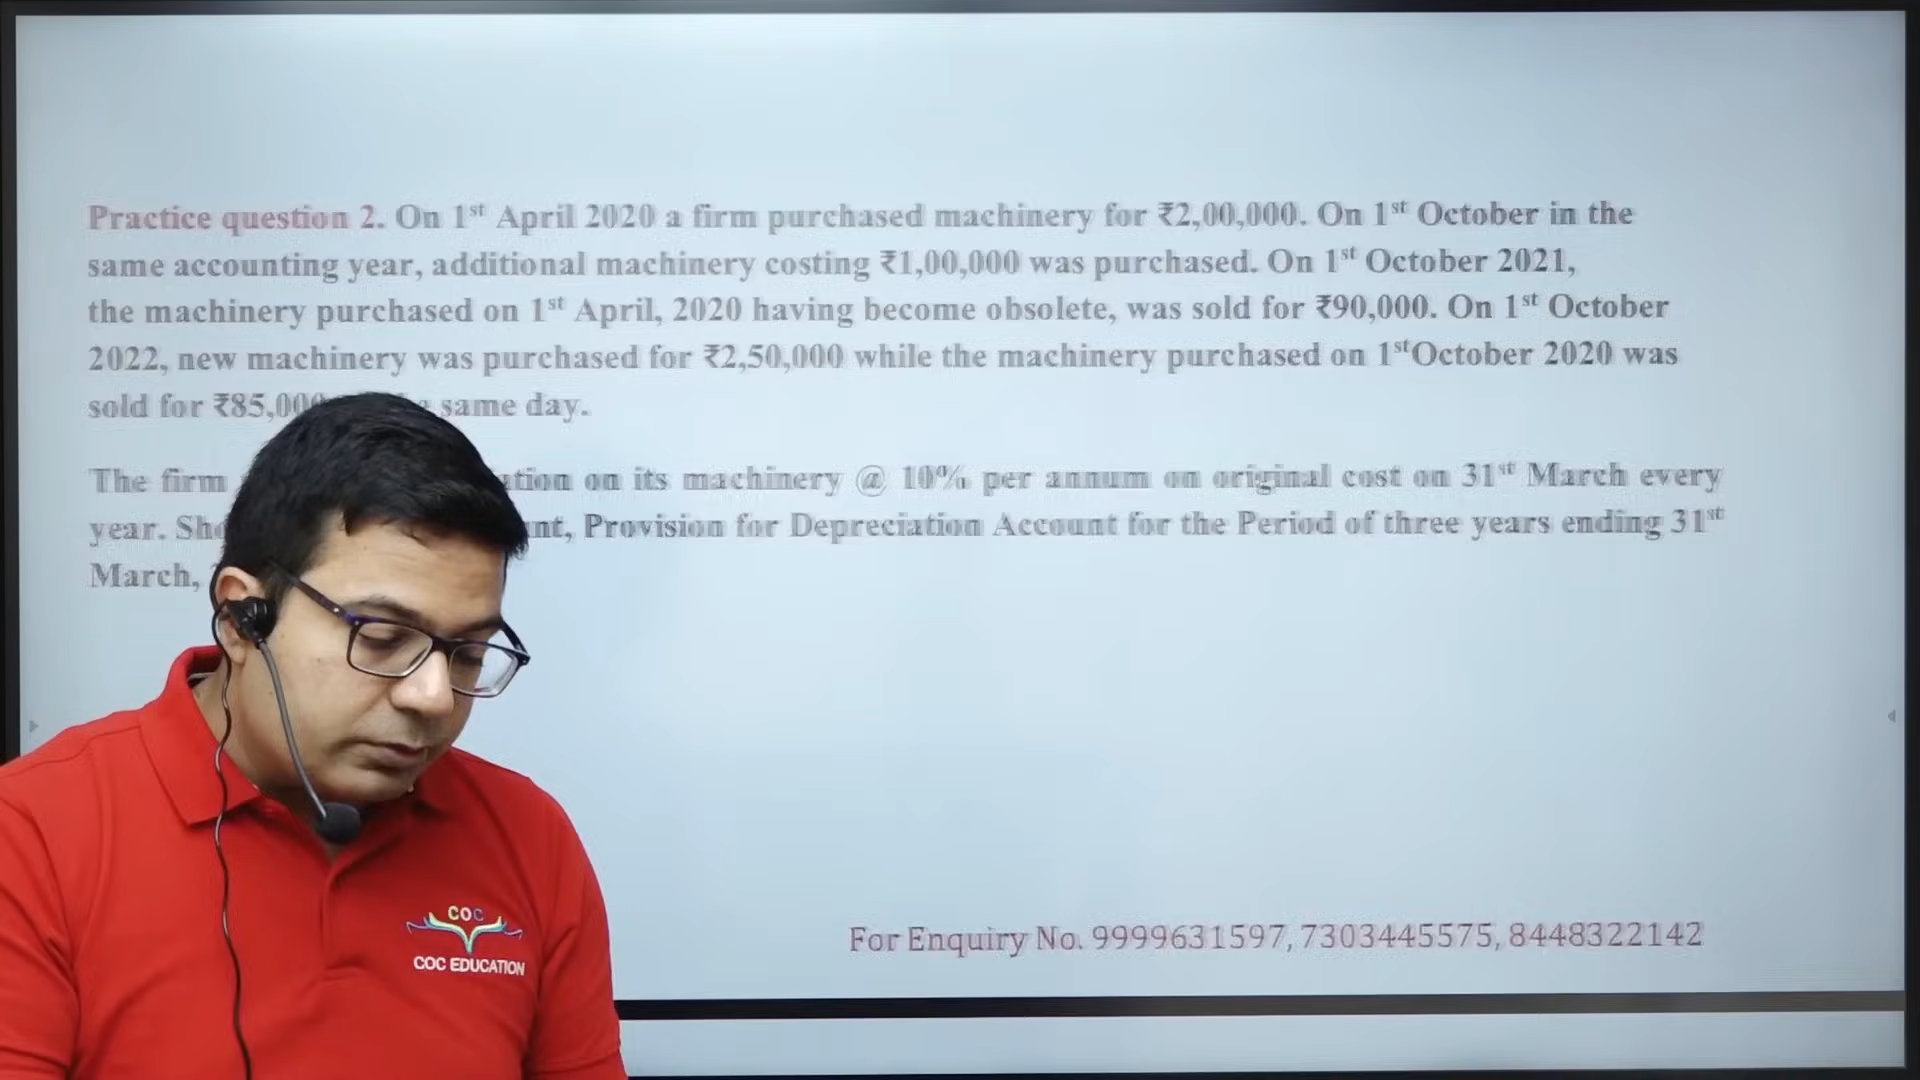 Practice question 2. On 1st April 2020 a firm purchased machinery for ₹2,00,000. On 1st October in the
same accounting year, additional machinery costing ₹1,00,000 was purchased. On 1st October 2021,
the machinery purchased on 1st April, 2020 having become obsolete, was sold for ₹90,000. On 1st October
2022, new machinery was purchased for ₹2,50,000 while the machinery purchased on 1stOctober 2020 was
sold for ₹85,000 same day.
The firm on its machinery @ 10% per annum on original cost on 31st March every
year. Provision for Depreciation Account for the Period of three years ending 31st
March,
For Enquiry No. 9999631597, 7303445575, 8448322142
COC
COC EDUCATION